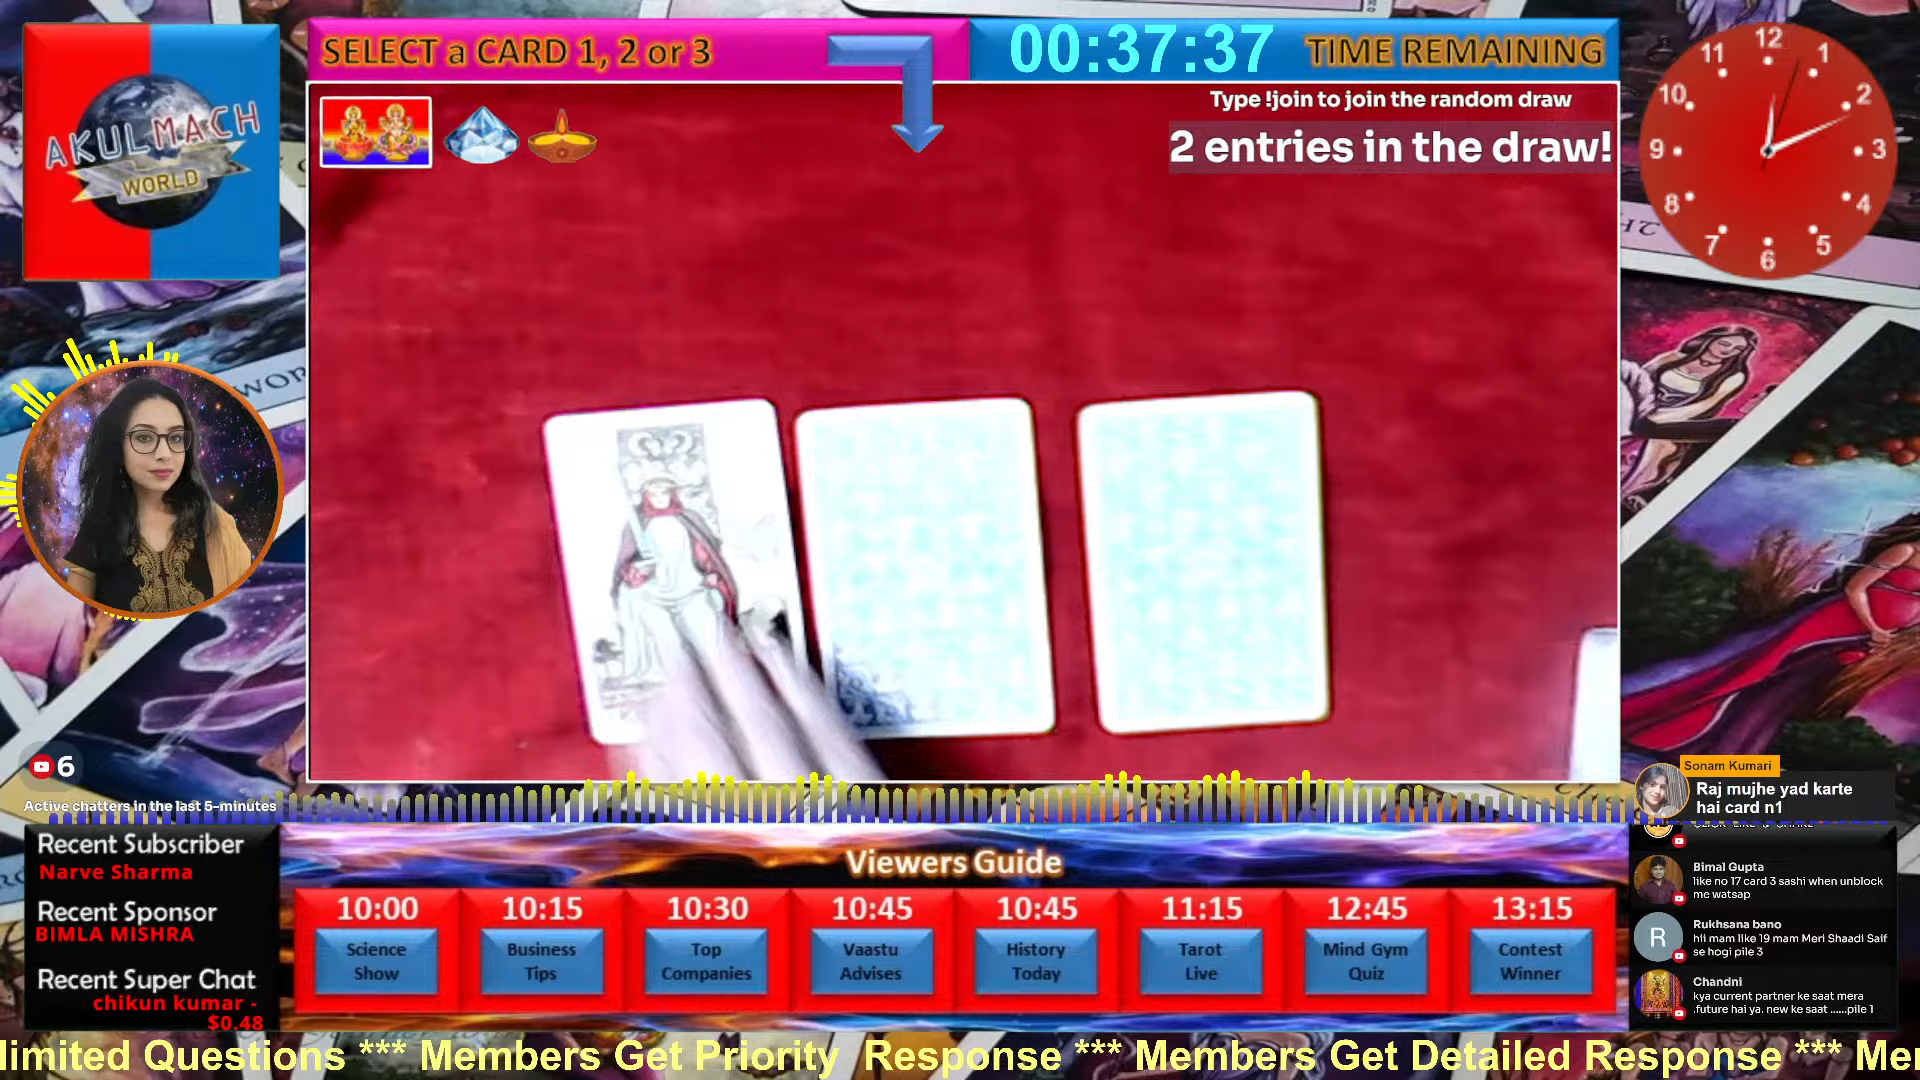 SELECT a CARD 1, 2 or 3
00:37:37 TIME REMAINING
Type !join to join the random draw
2 entries in the draw!
AKULMACH
WORLD
12
1
2
3
4
5
6
7
8
9
10
11
6
Active chatters in the last 5-minutes
Recent Subscriber
Narve Sharma
Recent Sponsor
BIMLA MISHRA
Recent Super Chat
chikun kumar -
$0.48
Viewers Guide
10:00
Science
Show
10:15
Business
Tips
10:30
Top
Companies
10:45
Vaastu
Advises
10:45
History
Today
11:15
Tarot
Live
12:45
Mind Gym
Quiz
13:15
Contest
Winner
Sonam Kumari
Raj mujhe yad karte
hai card n1
Bimal Gupta
like no 17 card 3 sashi when unblock
me watsap
R
Rukhsana bano
hii mam like 19 mam Meri Shaadi Saif
se hogi pile 3
Chandni
kya current partner ke saat mera
.future hai ya. new ke saat ......pile 1
limited Questions *** Members Get Priority Response *** Members Get Detailed Response ***